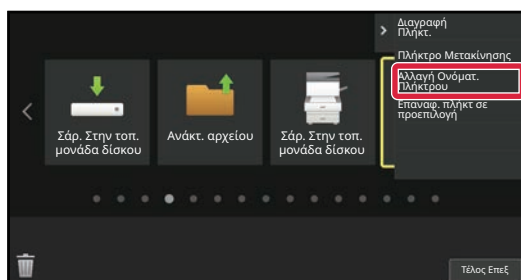 Διαγραφή
Πλήκτ.
Πλήκτρο Μετακίνησης
Αλλαγή Ονόματ.
Πλήκτρου
Επαναφ. πλήκτ σε
προεπιλογή
Σάρ. Στην τοπ.
μονάδα δίσκου
Ανάκτ. αρχείου
Σάρ. Στην τοπ.
μονάδα δίσκου
Τέλος Επεξ